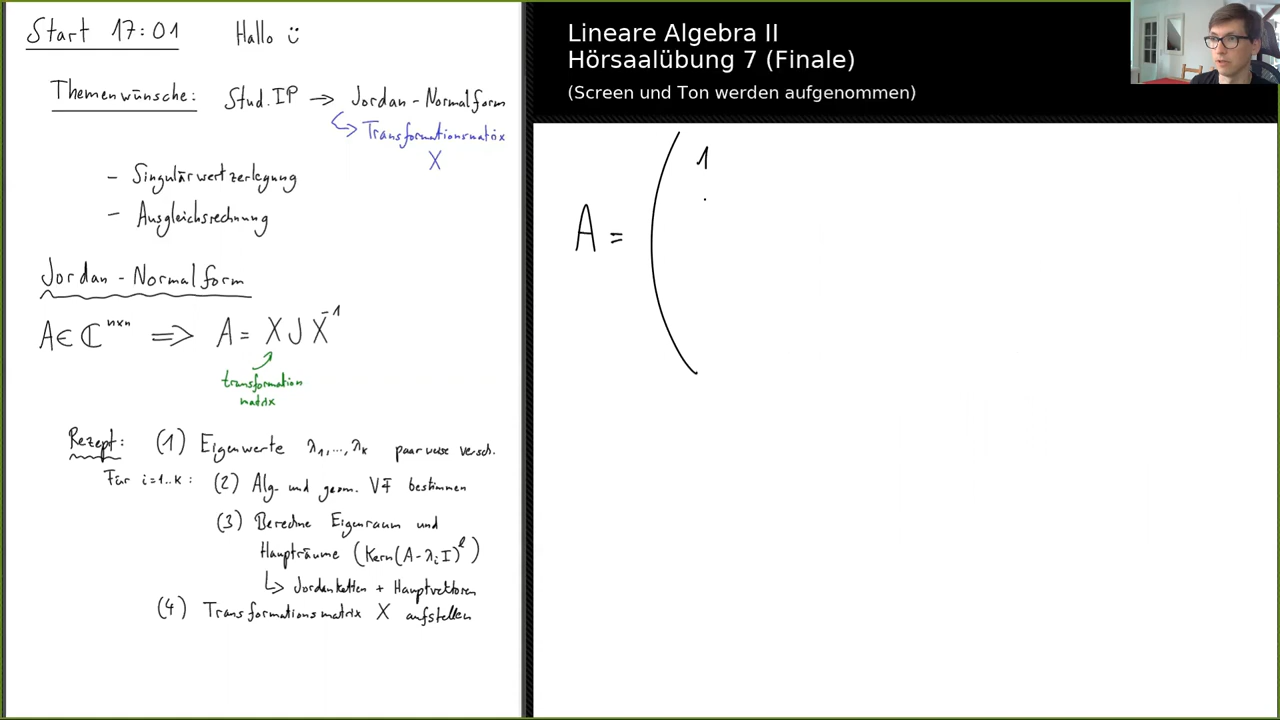 Start 17:01 Hallo ü
Themenwünsche: Stud.IP → Jordan-Normalform
↳ Transformationsmatrix
X
- Singulärwertzerlegung
- Ausgleichsrechnung
Jordan-Normalform
A∈ℂⁿˣⁿ ⟹ A = X J X⁻¹
transformation
matrix
Rezept: (1) Eigenwerte λ₁,...,λₖ paarweise versch.
Für i=1..k: (2) Alg. und geom. VF bestimmen
(3) Berechne Eigenraum und
Haupträume (Kern(A-λᵢI)^ℓ)
↳ Jordanketten + Hauptvektoren
(4) Transformationsmatrix X aufstellen
Lineare Algebra II
Hörsaalübung 7 (Finale)
(Screen und Ton werden aufgenommen)
A = ( 1